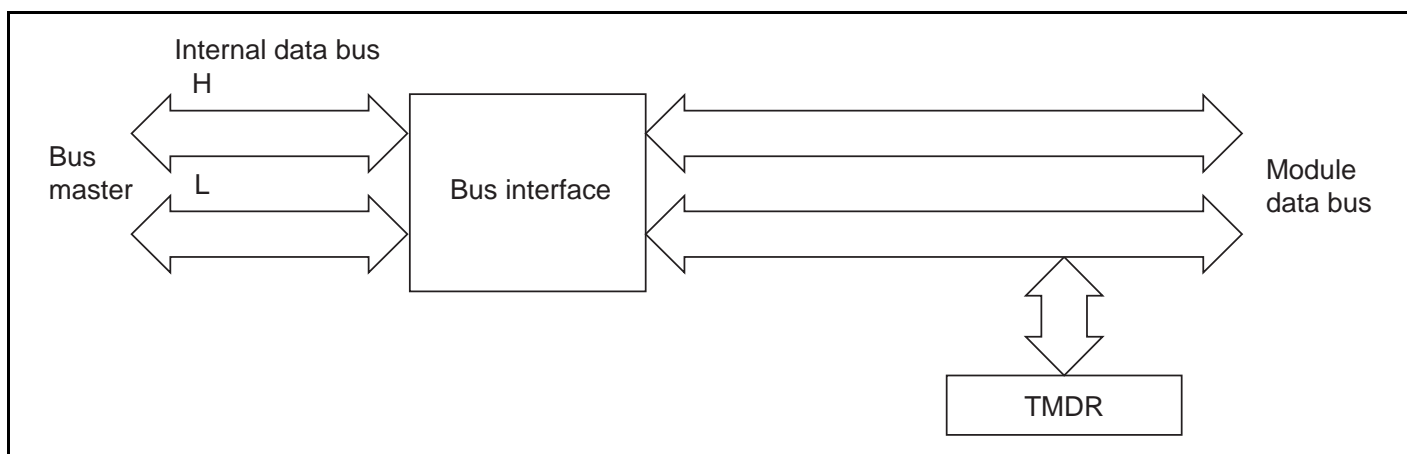 Internal data bus
H
Bus
master
L
Bus interface
Module
data bus
TMDR